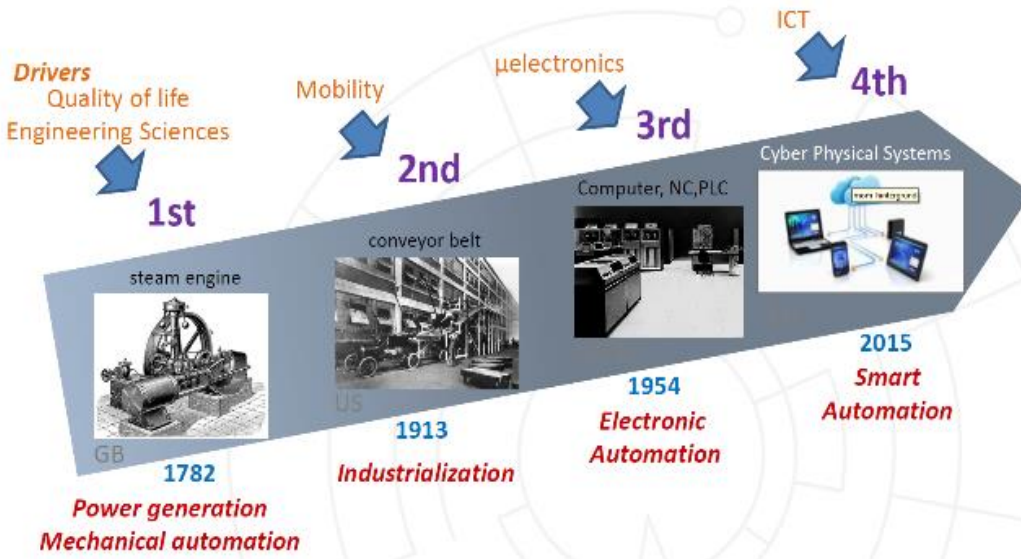 Drivers
Quality of life
Engineering Sciences
1st
steam engine
GB
1782
Power generation
Mechanical automation
Mobility
2nd
conveyor belt
US
1913
Industrialization
µelectronics
3rd
Computer, NC,PLC
1954
Electronic
Automation
ICT
4th
Cyber Physical Systems
2015
Smart
Automation